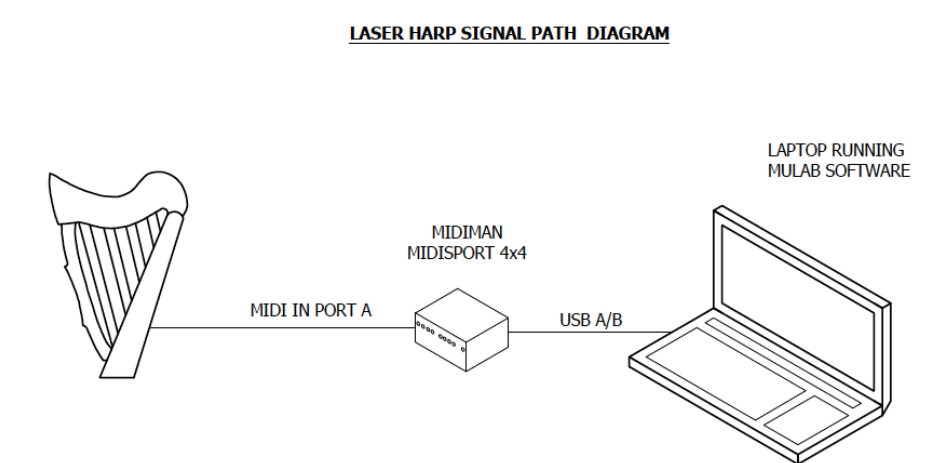 LASER HARP SIGNAL PATH DIAGRAM
LAPTOP RUNNING
MULAB SOFTWARE
MIDIMAN
MIDISPORT 4x4
MIDI IN PORT A
USB A/B